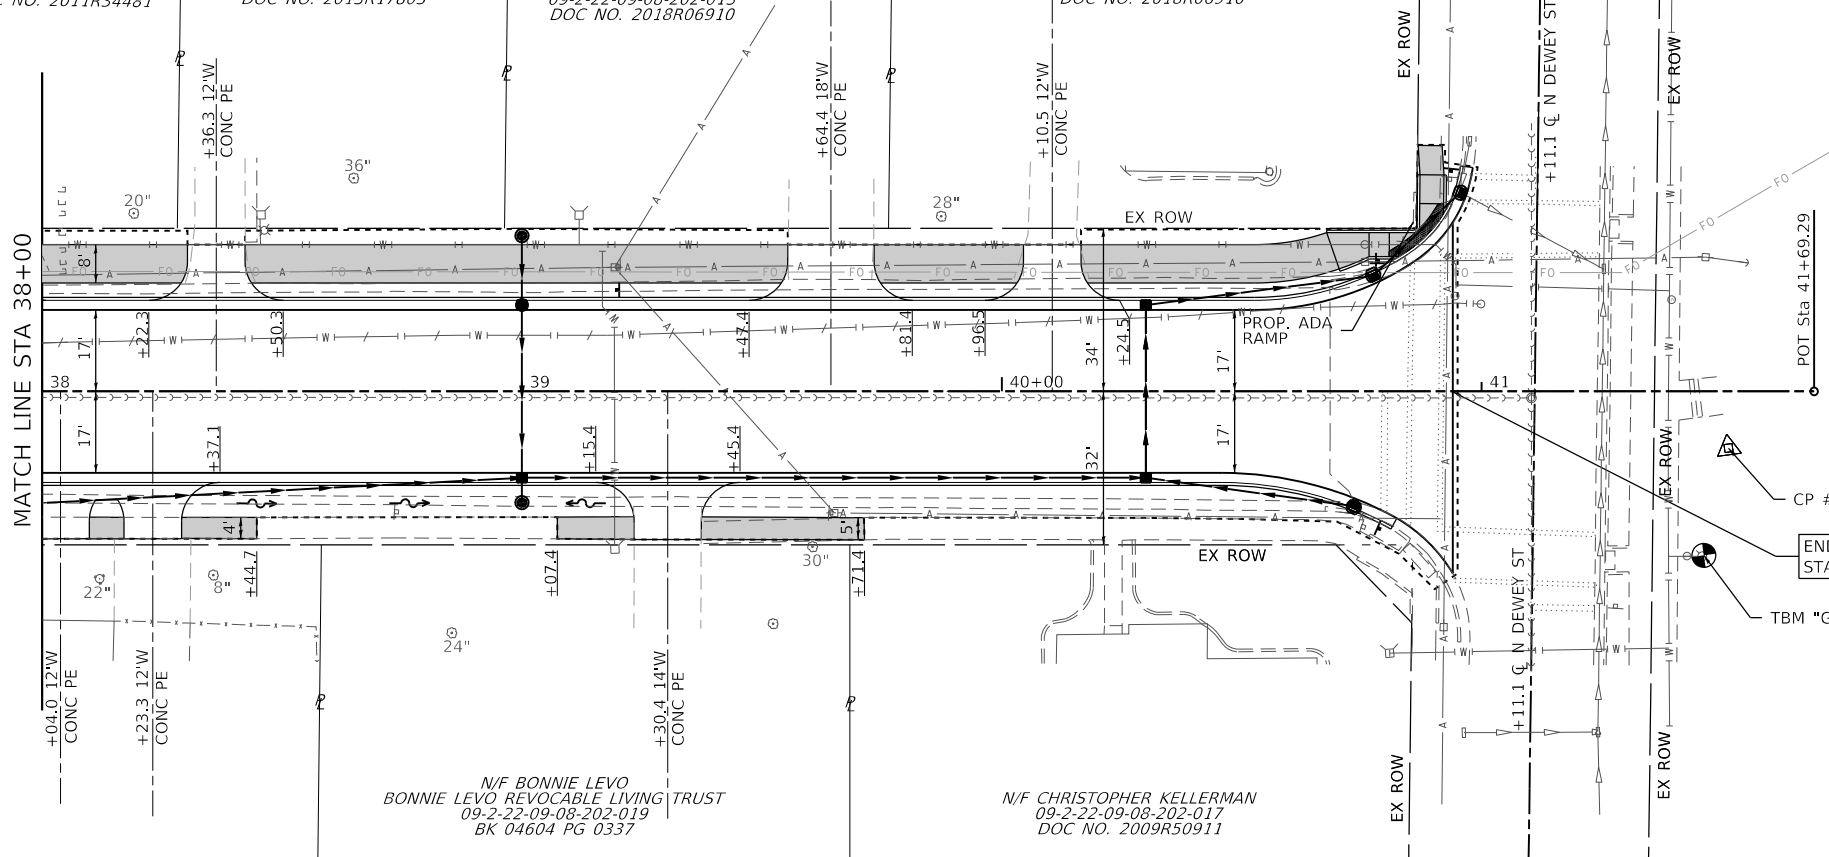 NO. 2011R34481
DOC NO. 2018R06910
DOC NO. 2018R06910
EX ROW
+11.1 ℄ N DEWEY ST
EX ROW
+36.3 12'W
CONC PE
+64.4 18'W
CONC PE
+10.5 12'W
CONC PE
36"
20"
28"
EX ROW
8'
POT Sta 41+69.29
MATCH LINE STA 38+00
+22.3
+50.3
+47.4
+81.4
+96.5
+24.5
PROP. ADA
RAMP
17'
34'
17'
38
39
40+00
41
17'
+37.1
+15.4
+45.4
32'
17'
EX ROW
CP #
4'
5'
EX ROW
30"
22"
8"
+44.7
+07.4
+71.4
TBM "G
24"
+04.0 12'W
CONC PE
+23.3 12'W
CONC PE
+30.4 14'W
CONC PE
+11.1 ℄ N DEWEY ST
EX ROW
EX ROW
N/F BONNIE LEVO
BONNIE LEVO REVOCABLE LIVING TRUST
09-2-22-09-08-202-019
BK 04604 PG 0337
N/F CHRISTOPHER KELLERMAN
09-2-22-09-08-202-017
DOC NO. 2009R50911